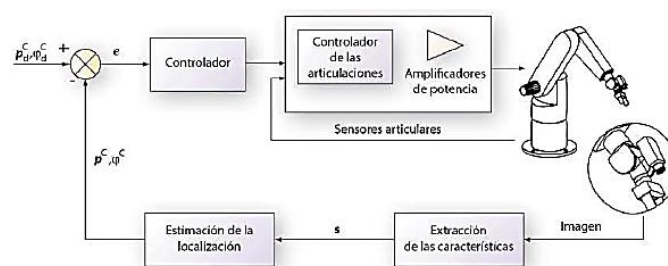 p_d^C, φ_d^C
+
-
e
Controlador
Controlador
de las
articulaciones
Amplificadores
de potencia
Sensores articulares
p^C, φ^C
Estimación de la
localización
s
Extracción
de las características
Imagen